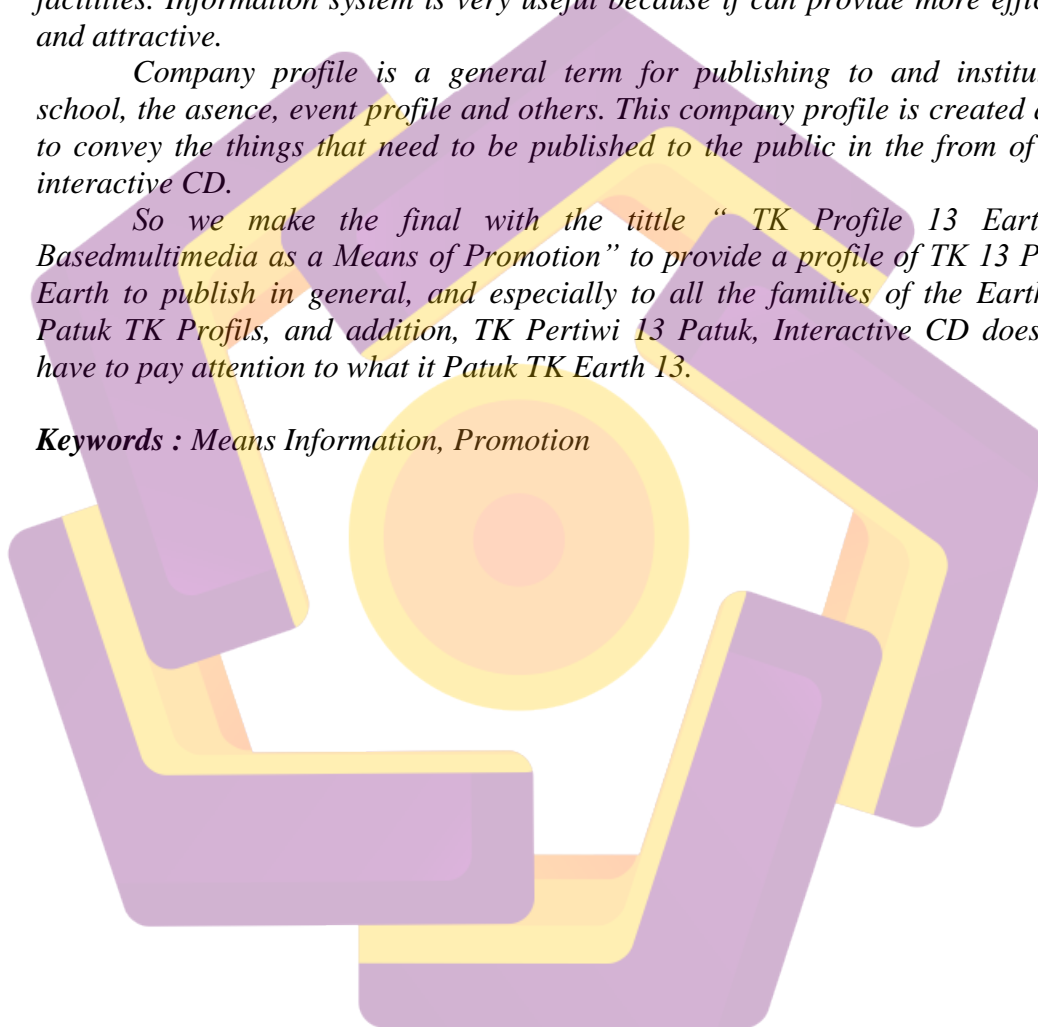 facilities. Information system is very useful because if can provide more
and attractive.
Company profile is a general term for publishing to and
school, the asence, event profile and others. This company profile is created
to convey the things that need to be published to the public in the from of
interactive CD.
So we make the final with the tittle “ TK Profile 13
Basedmultimedia as a Means of Promotion” to provide a profile of TK 13
Earth to publish in general, and especially to all the families of the
Patuk TK Profils, and addition, TK Pertiwi 13 Patuk, Interactive CD does
have to pay attention to what it Patuk TK Earth 13.
Keywords : Means Information, Promotion